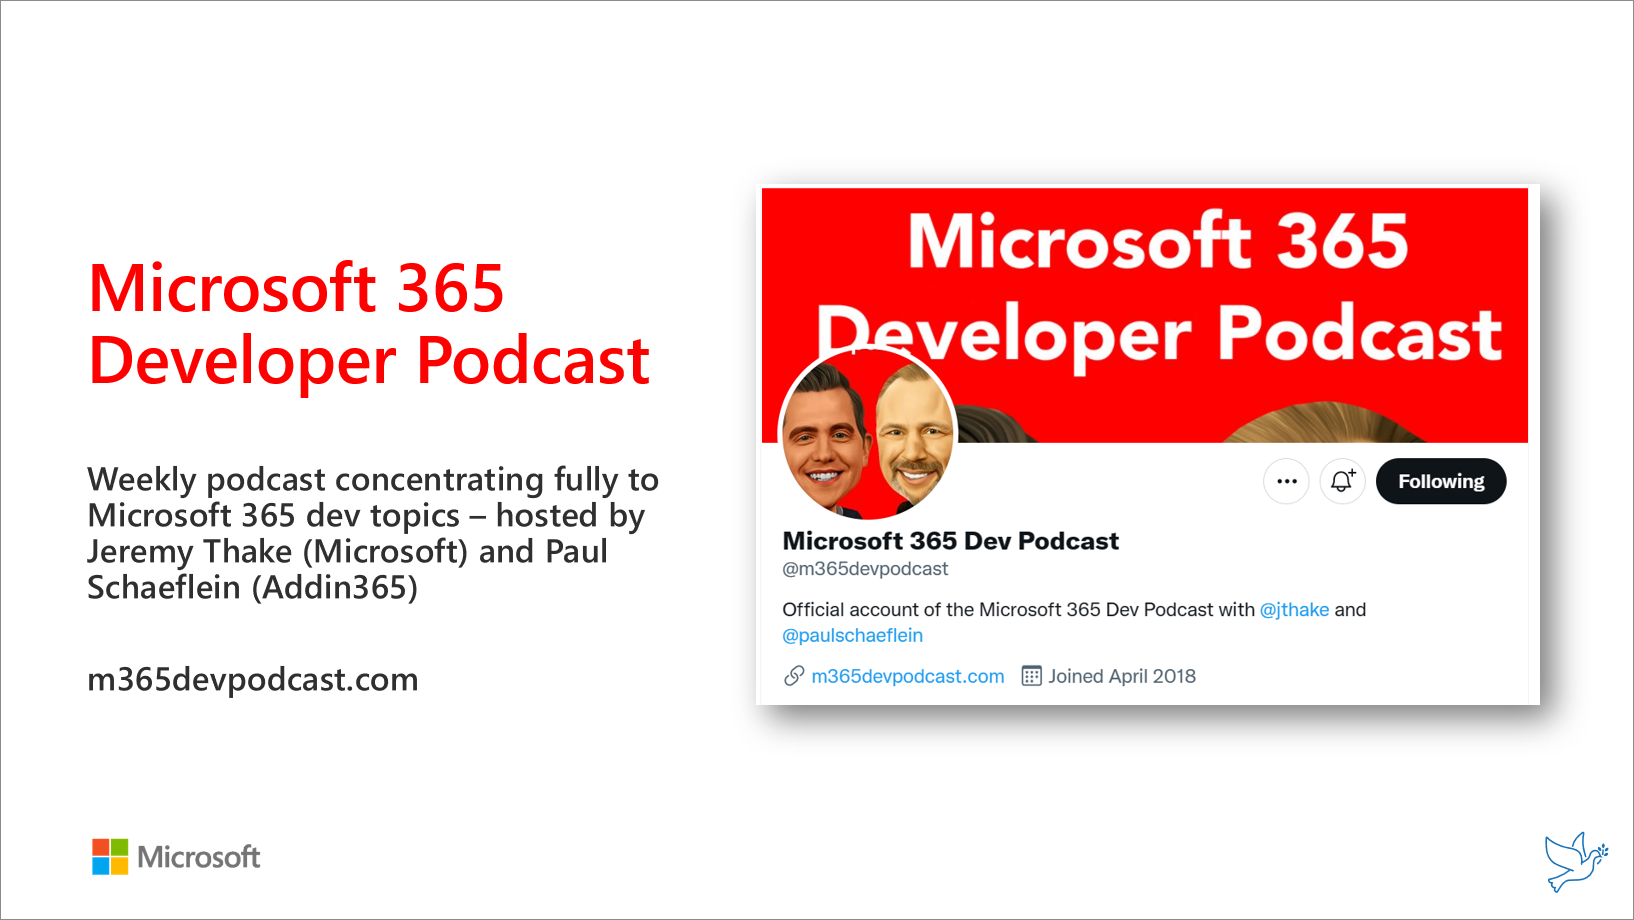 Microsoft 365
Developer Podcast
Weekly podcast concentrating fully to
Microsoft 365 dev topics – hosted by
Jeremy Thake (Microsoft) and Paul
Schaeflein (Addin365)
m365devpodcast.com
Microsoft 365
Developer Podcast
Following
Microsoft 365 Dev Podcast
@m365devpodcast
Official account of the Microsoft 365 Dev Podcast with @jthake and
@paulschaeflein
m365devpodcast.com Joined April 2018
Microsoft